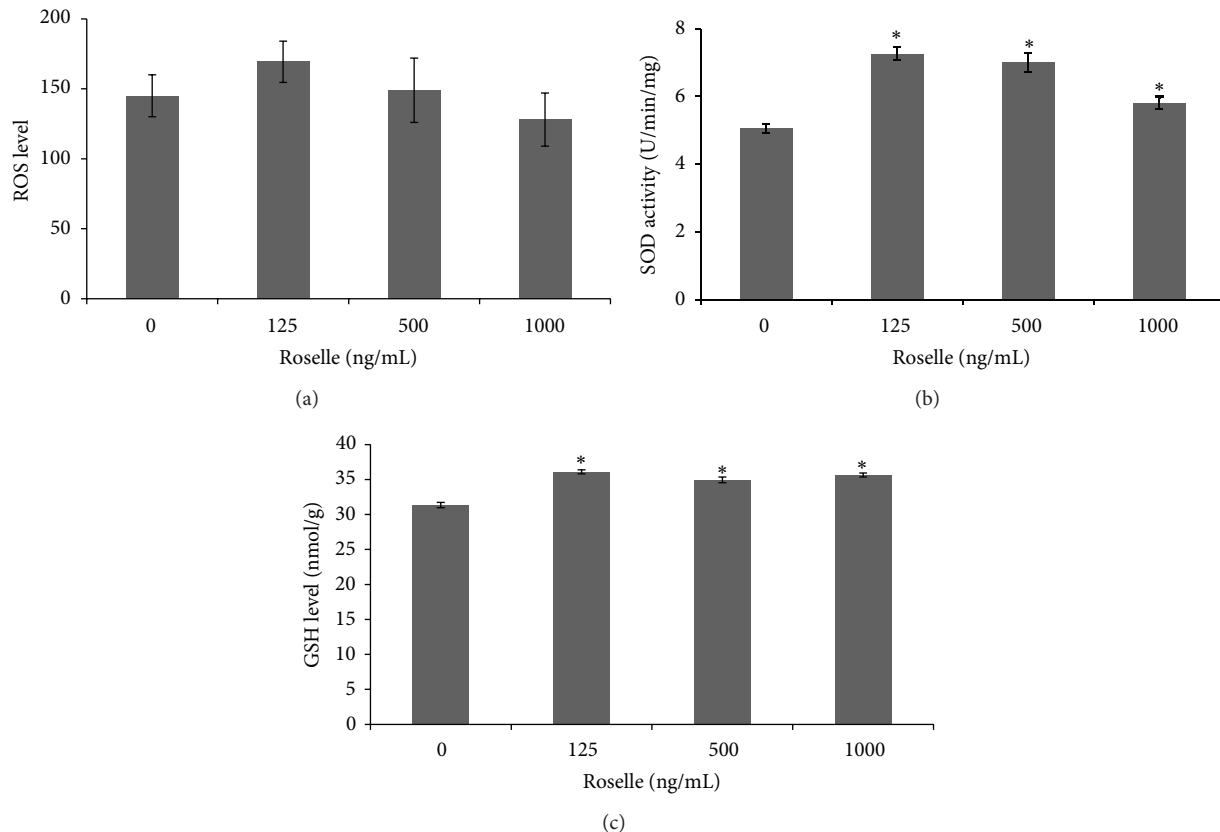 200
150
100
50
0
ROS level
0 125 500 1000
Roselle (ng/mL)
(a)
8
6
4
2
0
SOD activity (U/min/mg)
* * *
0 125 500 1000
Roselle (ng/mL)
(b)
40
35
30
25
20
15
10
5
0
GSH level (nmol/g)
* * *
0 125 500 1000
Roselle (ng/mL)
(c)